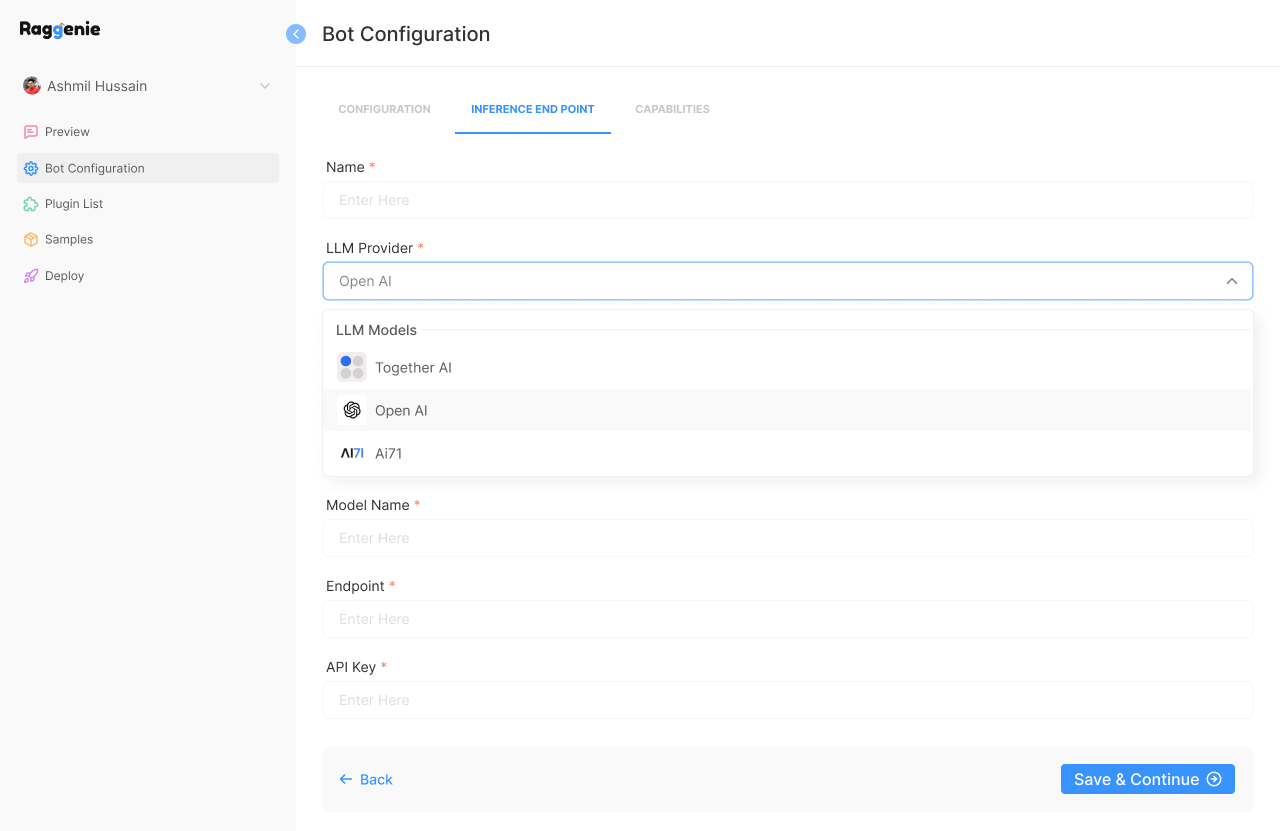 Raggenie
Bot Configuration
Ashmil Hussain
Preview
Bot Configuration
Plugin List
Samples
Deploy
CONFIGURATION
INFERENCE END POINT
CAPABILITIES
Name *
Enter Here
LLM Provider *
Open AI
LLM Models
Together AI
Open AI
AI71 Ai71
Model Name *
Enter Here
Endpoint *
Enter Here
API Key *
Enter Here
Back
Save & Continue